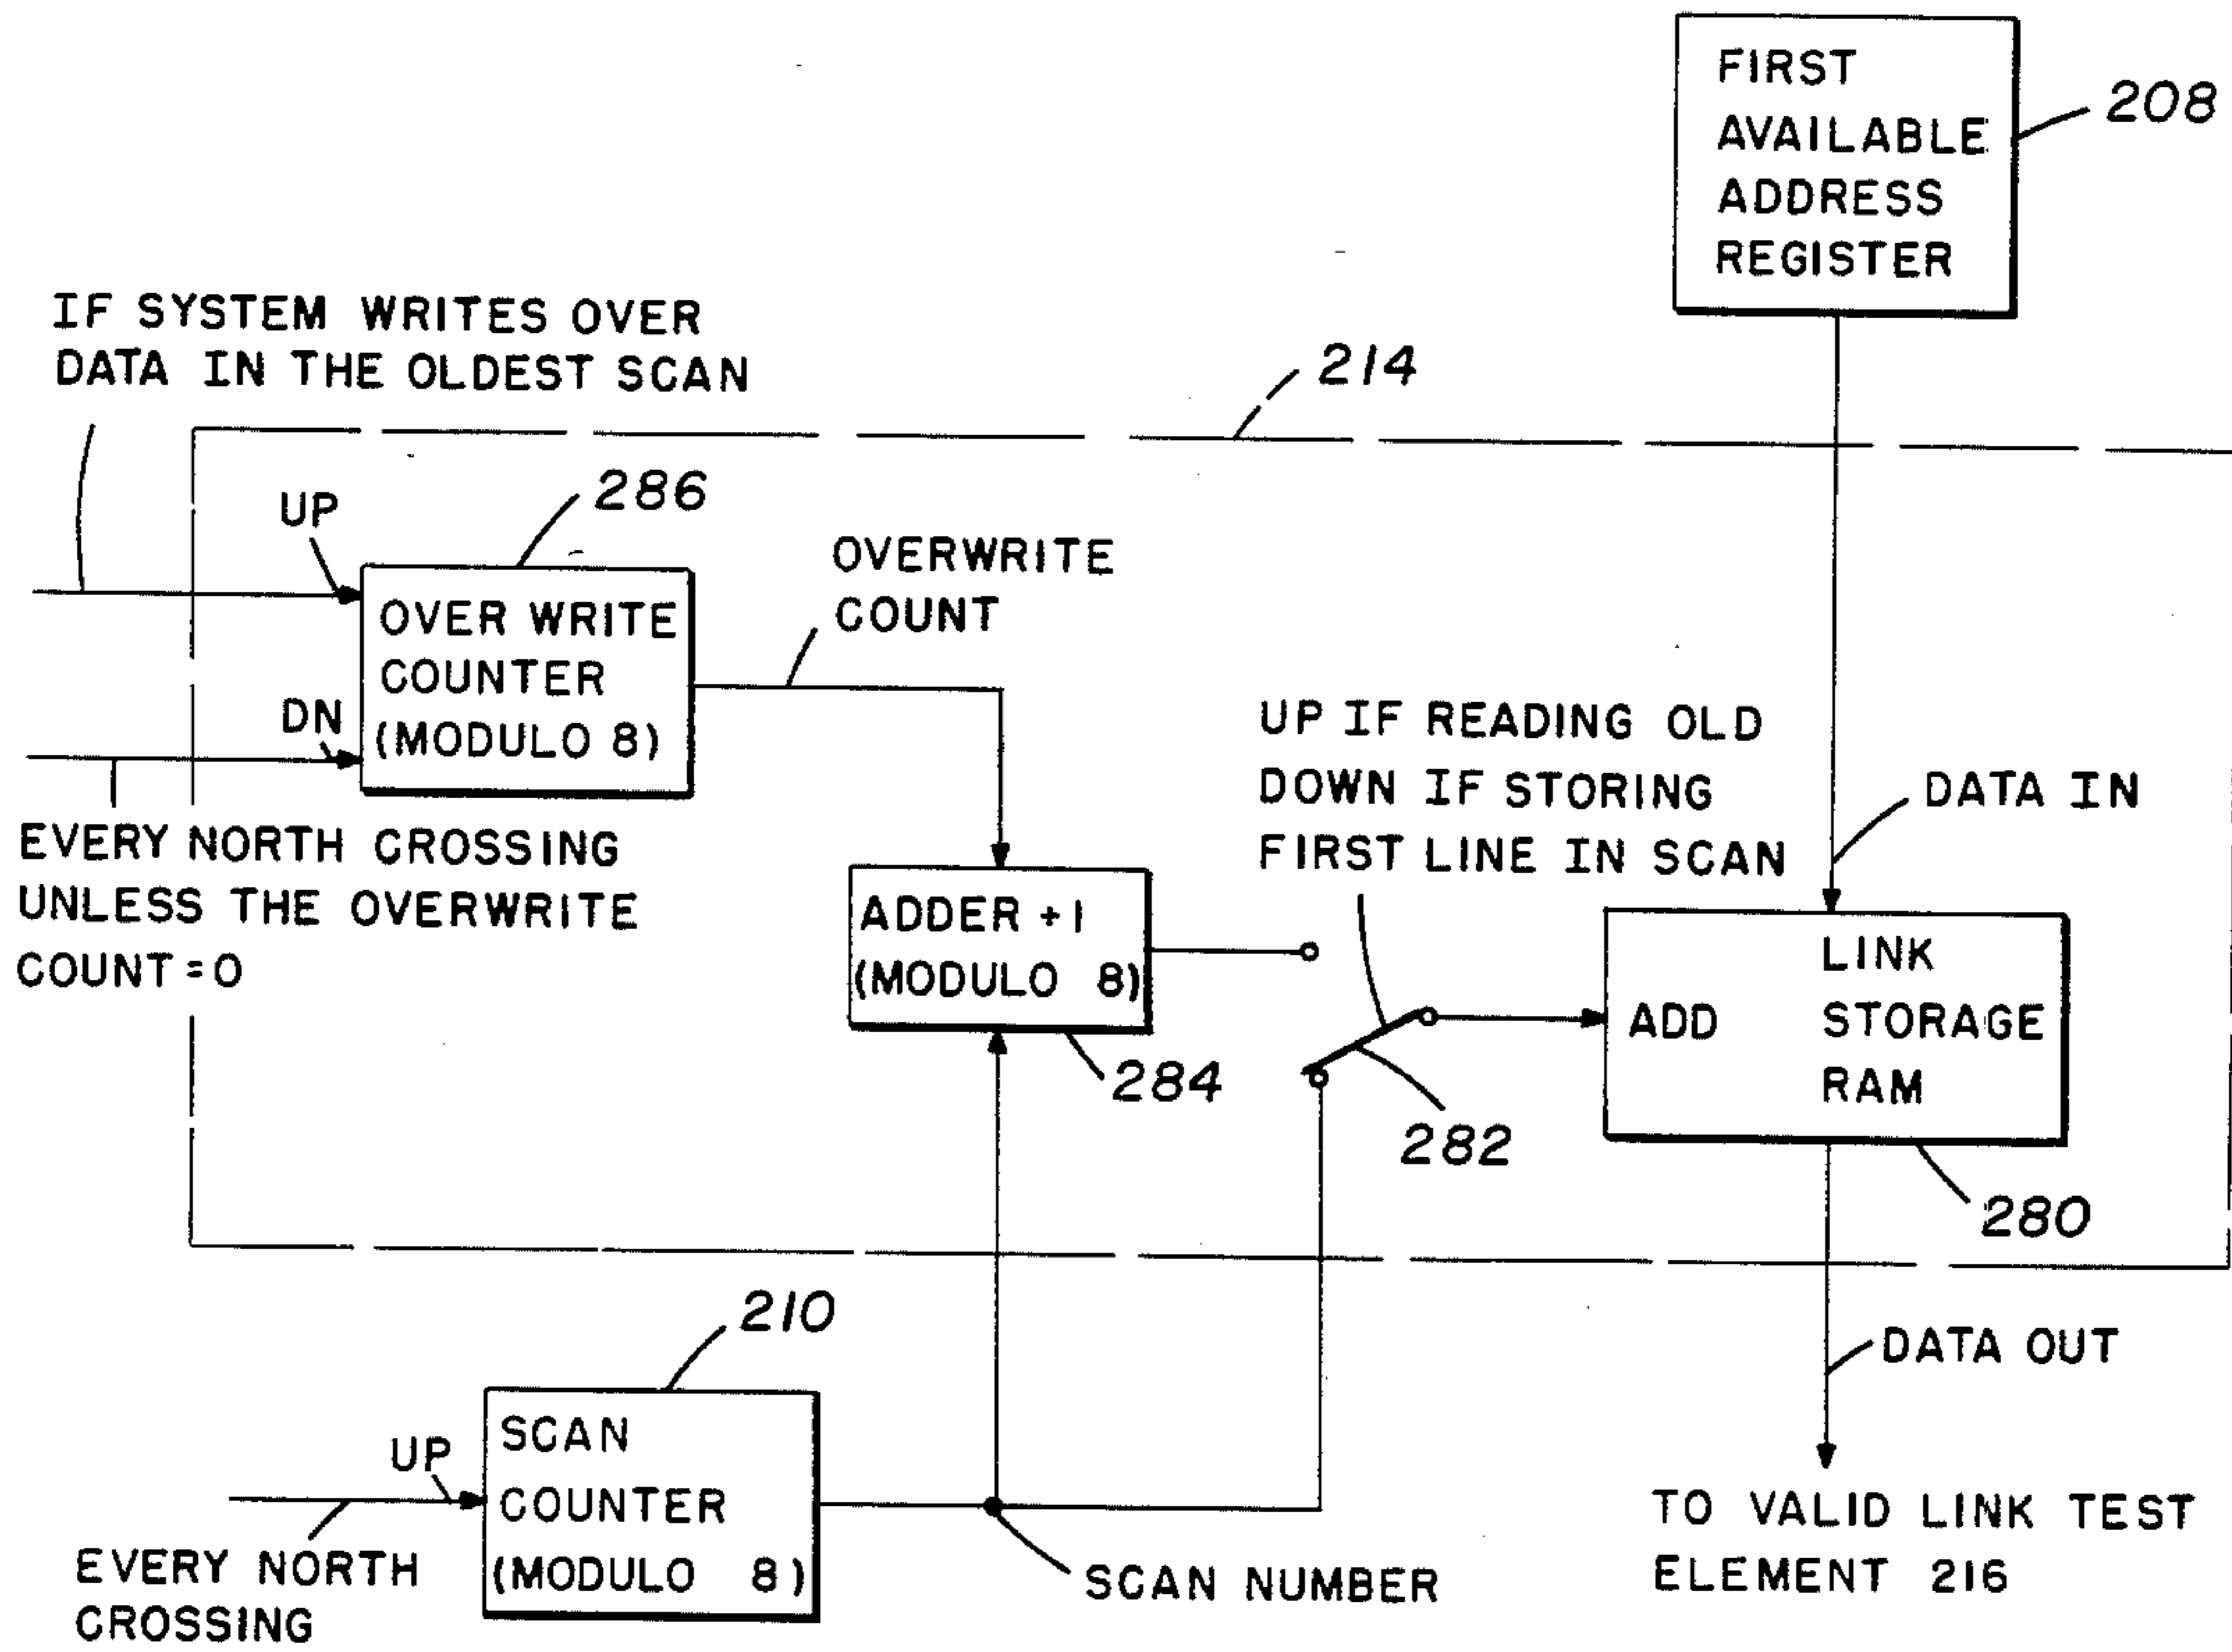 FIRST
AVAILABLE
ADDRESS
REGISTER
208
IF SYSTEM WRITES OVER
DATA IN THE OLDEST SCAN
214
UP
286
OVERWRITE
COUNT
OVER WRITE
COUNTER
(MODULO 8)
DN
EVERY NORTH CROSSING
UNLESS THE OVERWRITE
COUNT = 0
UP IF READING OLD
DOWN IF STORING
FIRST LINE IN SCAN
DATA IN
ADDER +1
(MODULO 8)
284
282
ADD
LINK
STORAGE
RAM
280
210
DATA OUT
UP
SCAN
COUNTER
(MODULO 8)
EVERY NORTH
CROSSING
SCAN NUMBER
TO VALID LINK TEST
ELEMENT 216